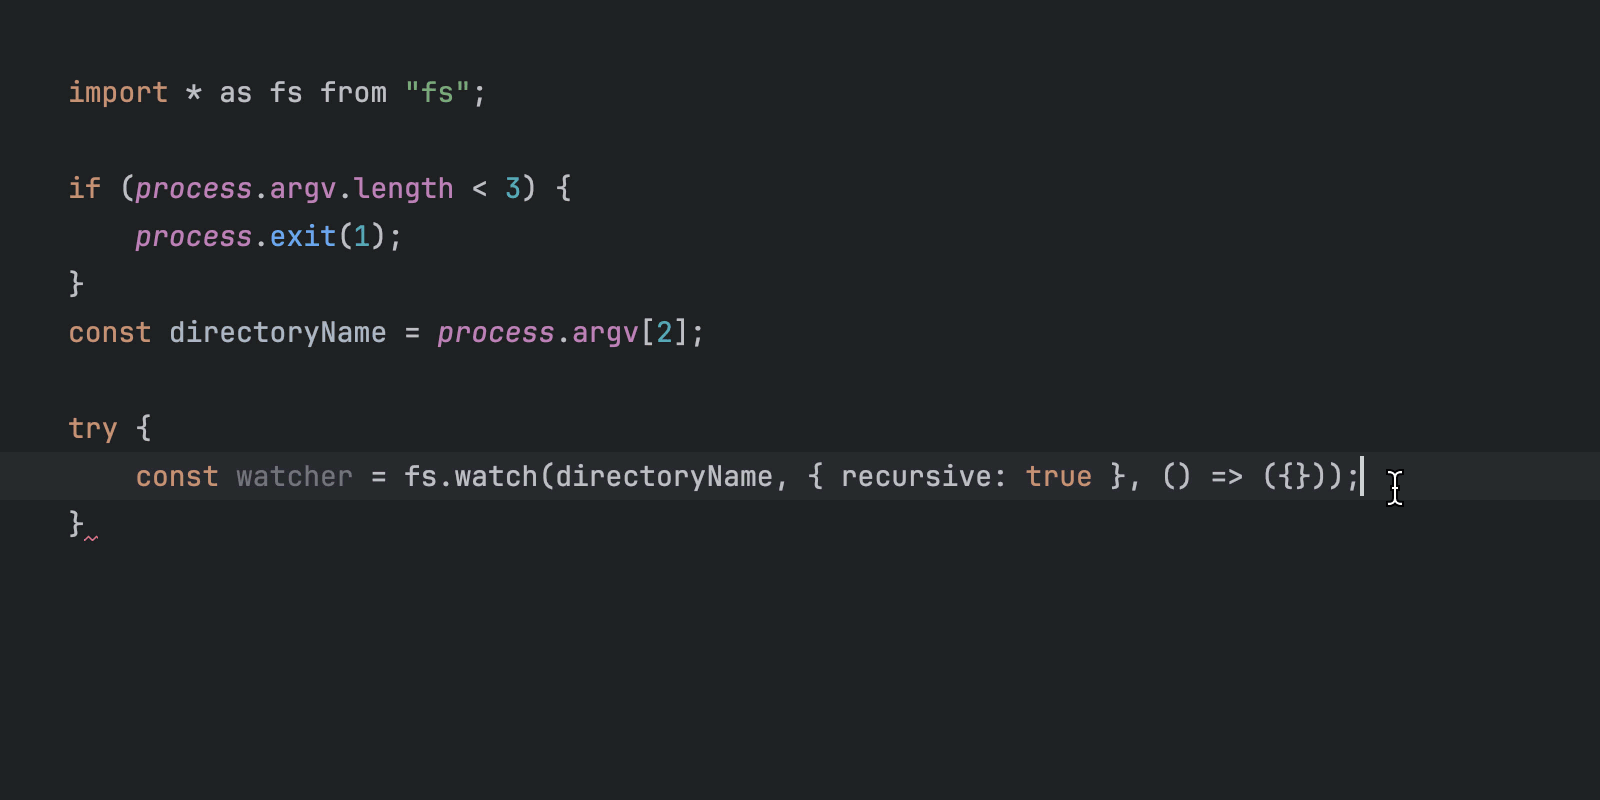 import * as fs from "fs";
if (process.argv.length < 3) {
process.exit(1);
}
const directoryName = process.argv[2];
try {
const watcher = fs.watch(directoryName, { recursive: true }, () => ({}));
}